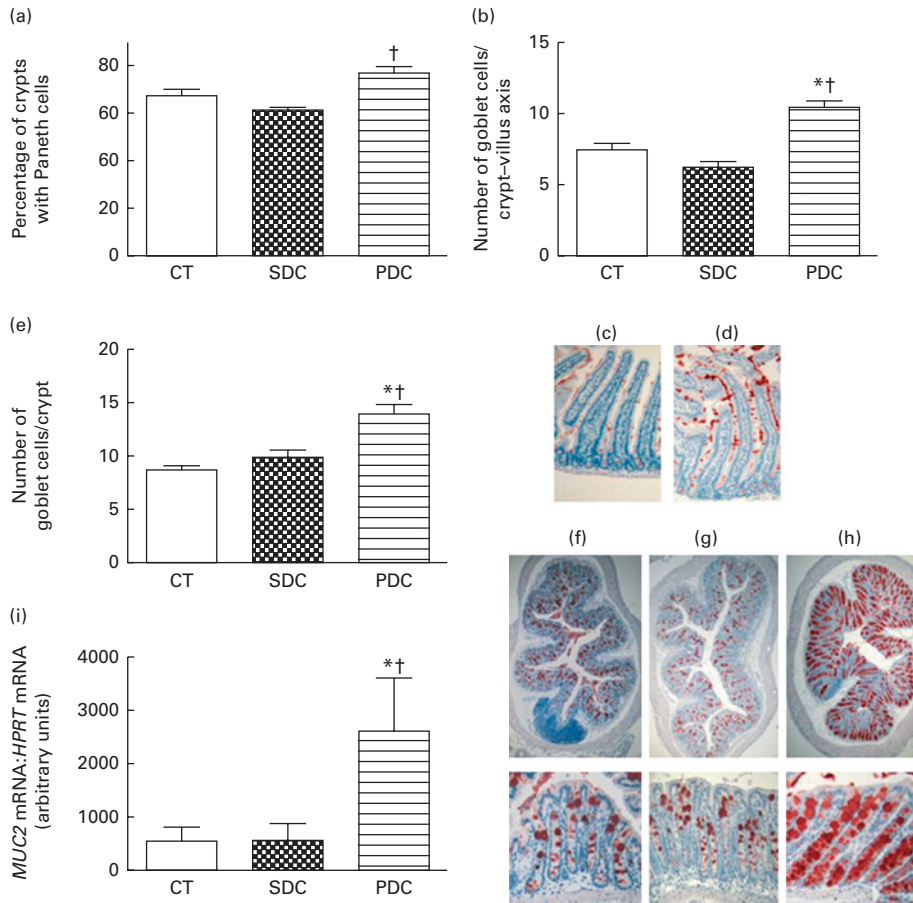 (a)
Percentage of crypts
with Paneth cells
80
60
60
0
†
CT SDC PDC
(b)
Number of goblet cells/
crypt–villus axis
15
10
5
0
*†
CT SDC PDC
(e)
Number of
goblet cells/crypt
20
15
10
5
0
*†
CT SDC PDC
(c) (d)
(f) (g) (h)
(i)
MUC2 mRNA:HPRT mRNA
(arbitrary units)
4000
3000
2000
1000
0
*†
CT SDC PDC